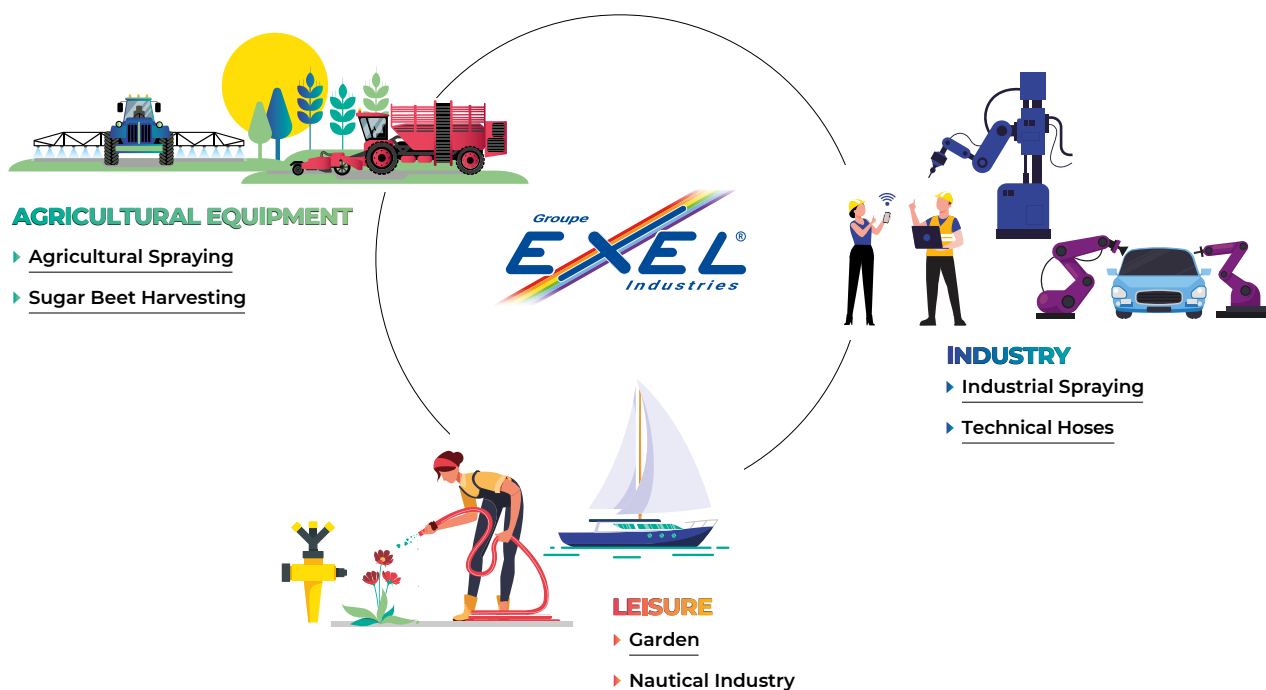 AGRICULTURAL EQUIPMENT
Agricultural Spraying
Sugar Beet Harvesting
Groupe
EXEL®
Industries
INDUSTRY
Industrial Spraying
Technical Hoses
LEISURE
Garden
Nautical Industry